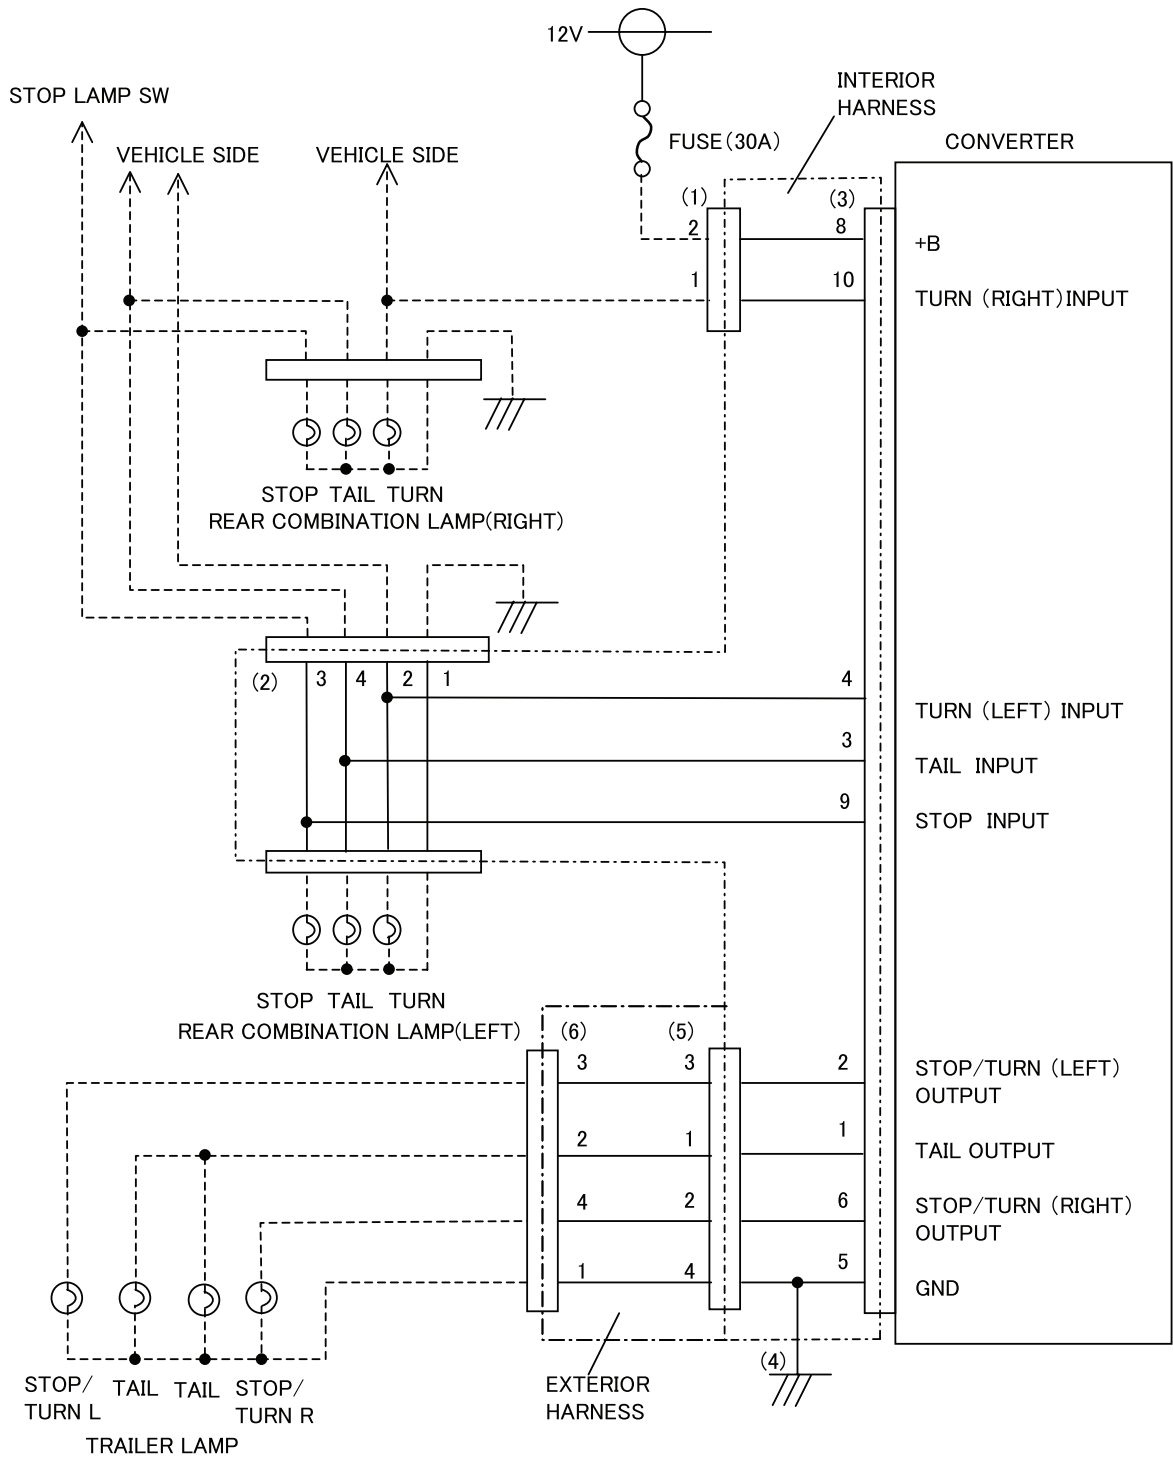 12V
STOP LAMP SW
INTERIOR
HARNESS
FUSE(30A)
CONVERTER
VEHICLE SIDE
VEHICLE SIDE
(1)
(3)
2
8
+B
1
10
TURN (RIGHT)INPUT
STOP TAIL TURN
REAR COMBINATION LAMP(RIGHT)
(2)
3
4
2
1
4
TURN (LEFT) INPUT
3
TAIL INPUT
9
STOP INPUT
STOP TAIL TURN
REAR COMBINATION LAMP(LEFT)
(6)
(5)
3
3
2
STOP/TURN (LEFT)
OUTPUT
2
1
1
TAIL OUTPUT
4
2
6
STOP/TURN (RIGHT)
OUTPUT
1
4
5
GND
(4)
EXTERIOR
HARNESS
STOP/
TURN L
TAIL
TAIL
STOP/
TURN R
TRAILER LAMP